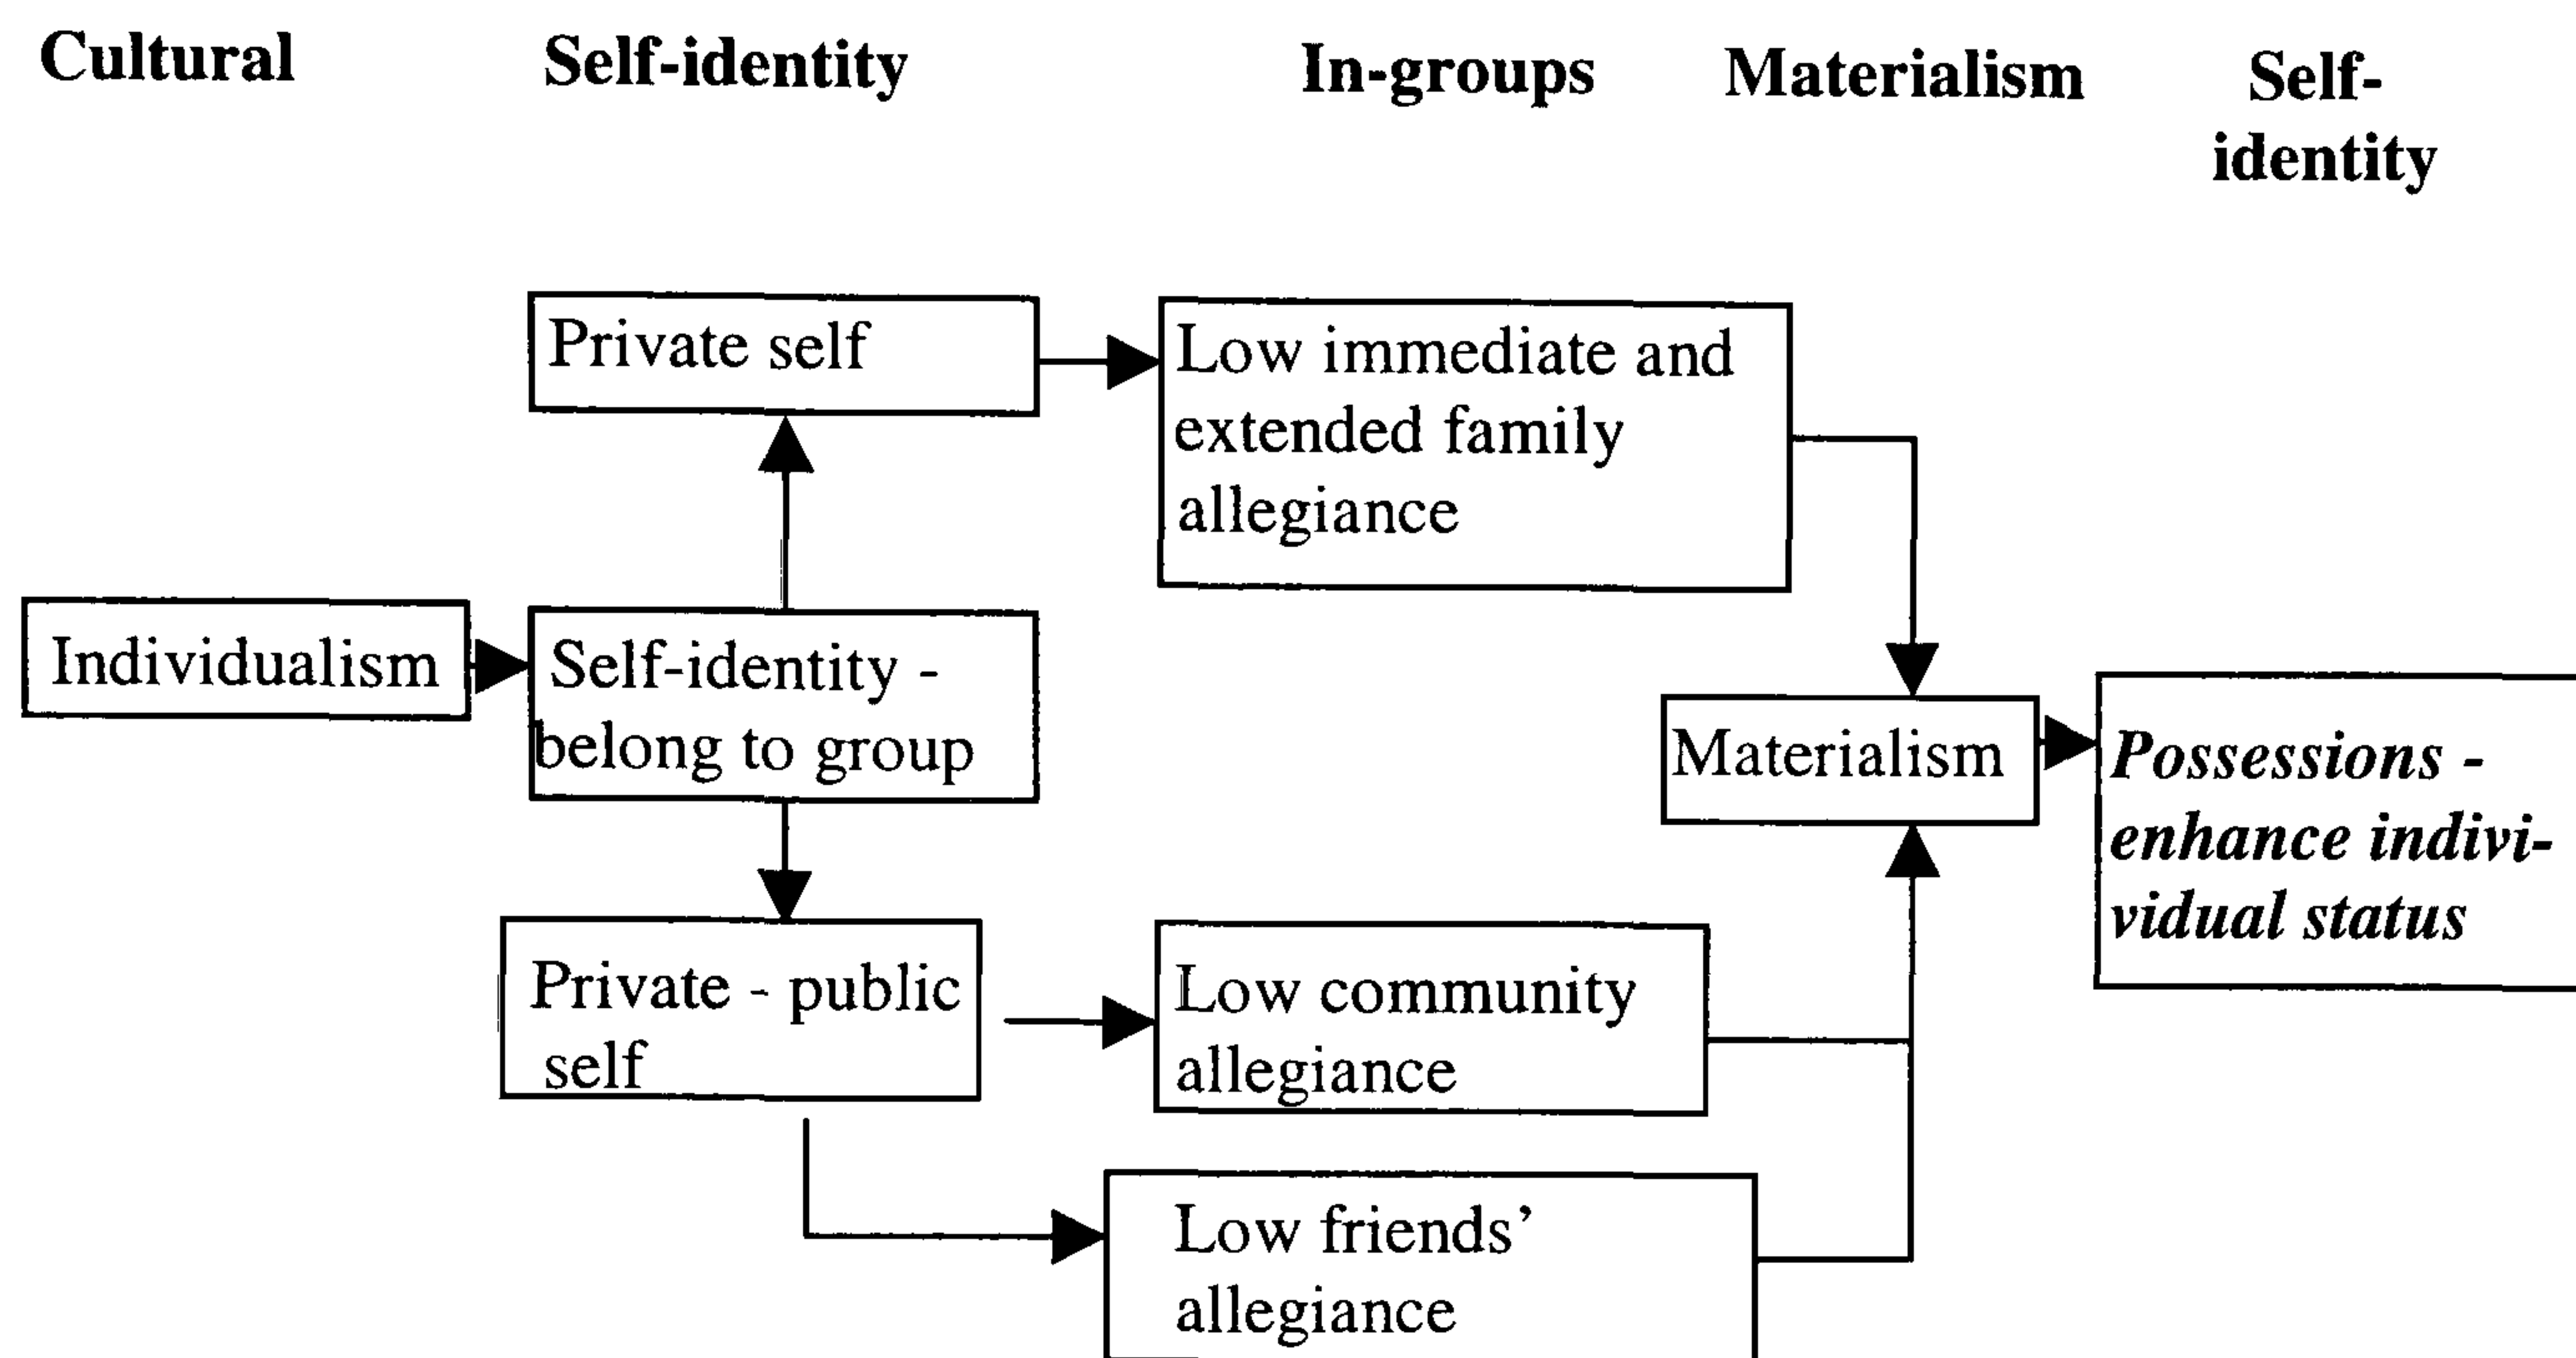 Cultural
Self-identity
In-groups
Materialism
Self-
identity
Private self
Low immediate and
extended family
allegiance
Individualism
Self-identity -
belong to group
Materialism
Possessions -
enhance indivi-
vidual status
Private - public
self
Low community
allegiance
Low friends’
allegiance